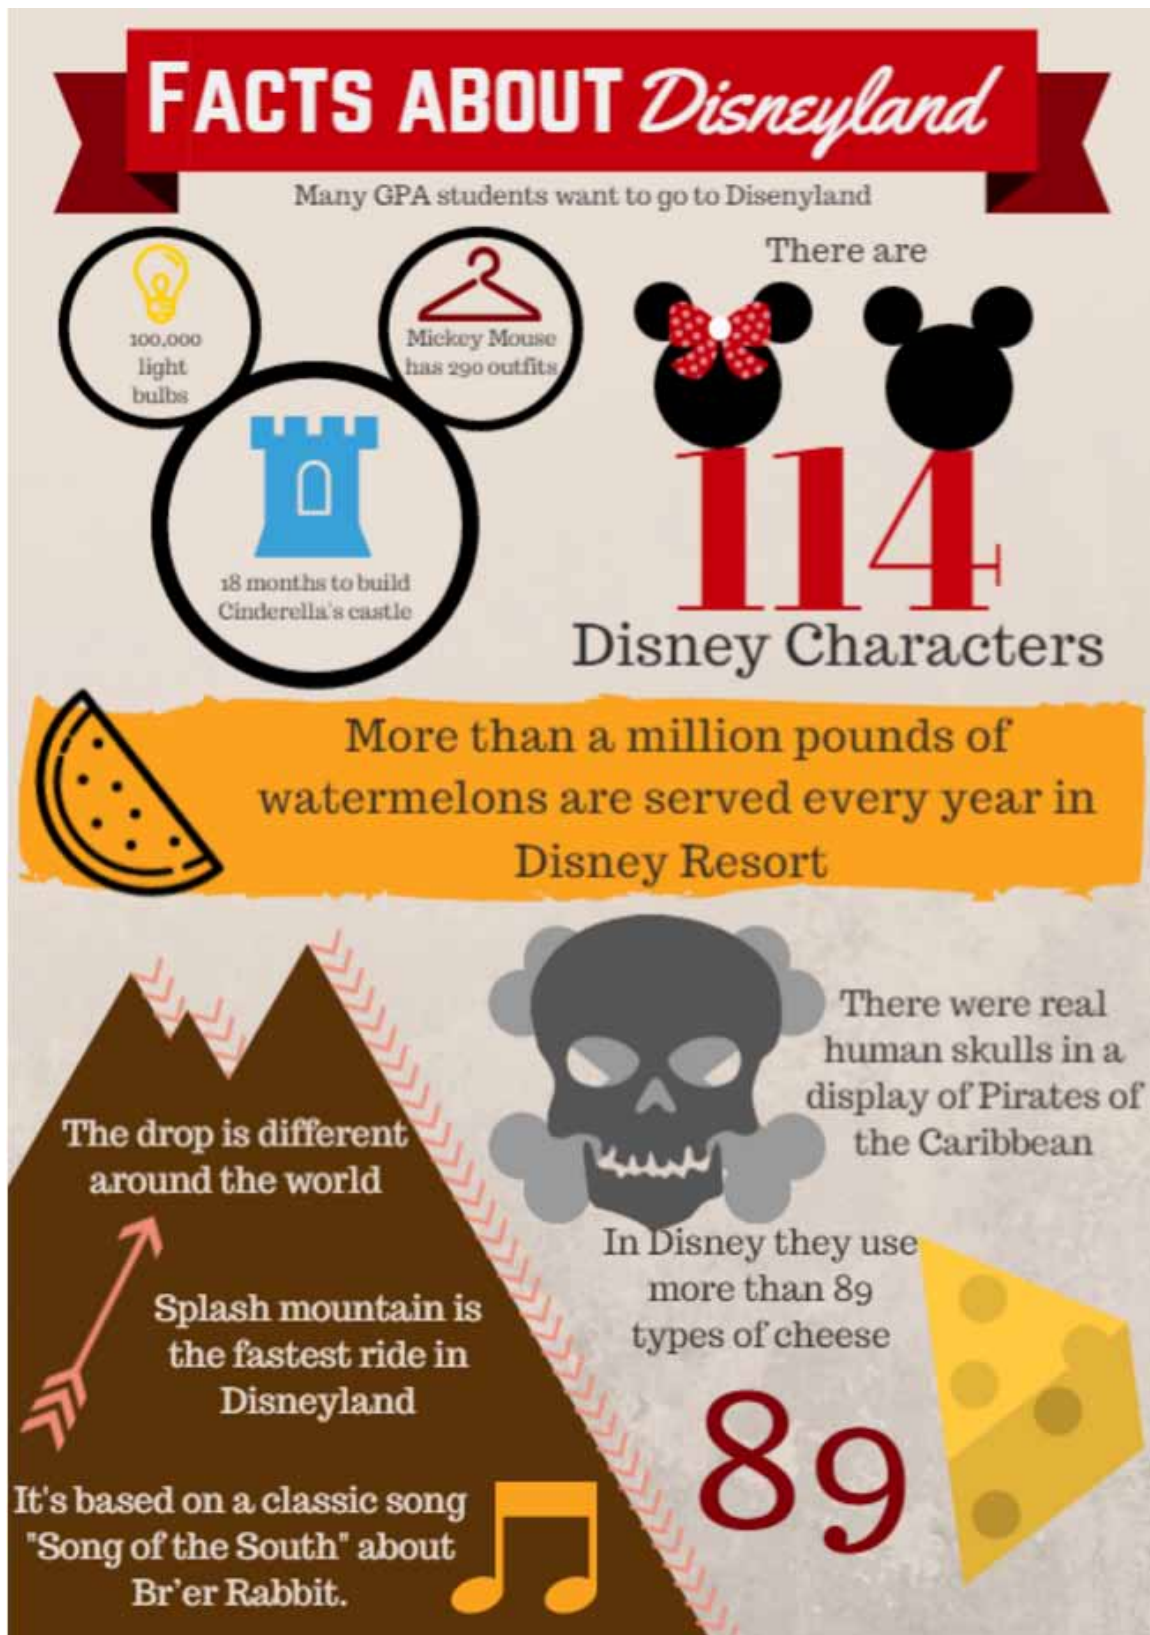 FACTS ABOUT Disneyland
Many GPA students want to go to Disenyland
100,000
light
bulbs
Mickey Mouse
has 290 outfits
18 months to build
Cinderella's castle
There are
114
Disney Characters
More than a million pounds of
watermelons are served every year in
Disney Resort
The drop is different
around the world
Splash mountain is
the fastest ride in
Disneyland
It's based on a classic song
"Song of the South" about
Br'er Rabbit.
There were real
human skulls in a
display of Pirates of
the Caribbean
In Disney they use
more than 89
types of cheese
89